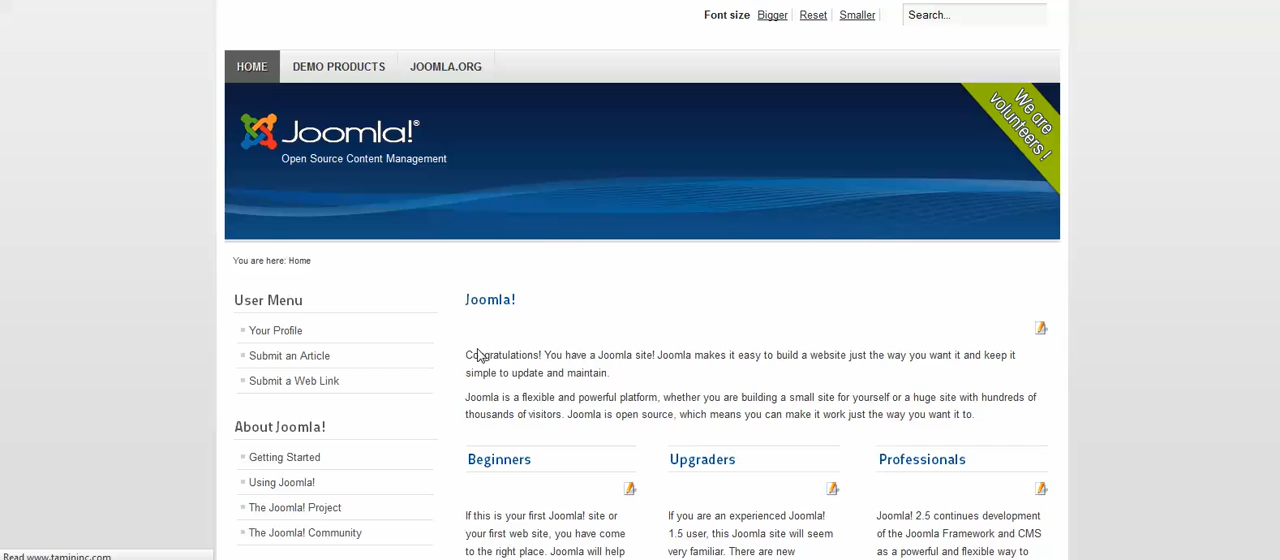 Font size Bigger Reset Smaller Search...
HOME DEMO PRODUCTS JOOMLA.ORG
We are
volunteers!
Joomla!®
Open Source Content Management
You are here: Home
User Menu
Your Profile
Submit an Article
Submit a Web Link
About Joomla!
Getting Started
Using Joomla!
The Joomla! Project
The Joomla! Community
Joomla!
Congratulations! You have a Joomla site! Joomla makes it easy to build a website just the way you want it and keep it
simple to update and maintain.
Joomla is a flexible and powerful platform, whether you are building a small site for yourself or a huge site with hundreds of
thousands of visitors. Joomla is open source, which means you can make it work just the way you want it to.
Beginners
If this is your first Joomla! site or
your first web site, you have come
to the right place. Joomla will help
Upgraders
If you are an experienced Joomla!
1.5 user, this Joomla site will seem
very familiar. There are new
Professionals
Joomla! 2.5 continues development
of the Joomla Framework and CMS
as a powerful and flexible way to
Read www.tamininc.com